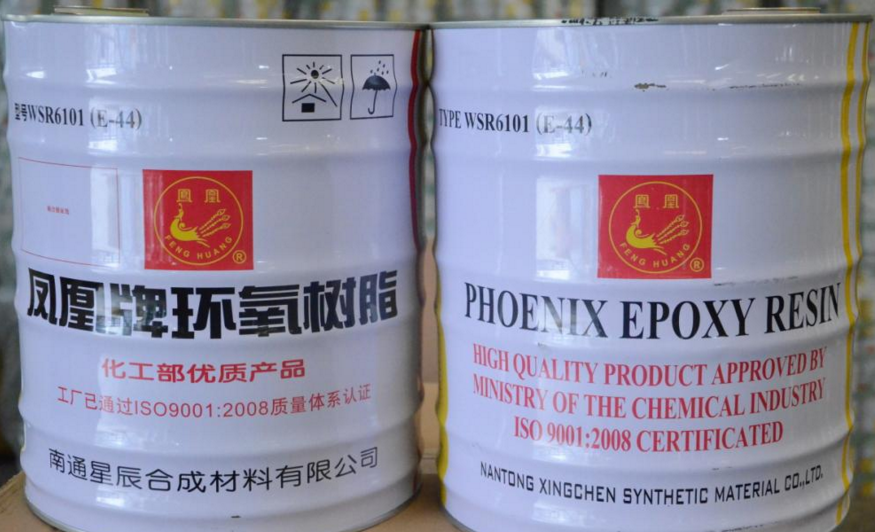 型号WSR6101 (E-44)
鳳 凰
FENG HUANG
®
凤凰牌环氧树脂
化工部优质产品
工厂已通过ISO9001:2008质量体系认证
南通星辰合成材料有限公司
TYPE WSR6101 (E-44)
鳳 凰
FENG HUANG
®
PHOENIX EPOXY RESIN
HIGH QUALITY PRODUCT APPROVED BY
MINISTRY OF THE CHEMICAL INDUSTRY
ISO 9001:2008 CERTIFICATED
NANTONG XINGCHEN SYNTHETIC MATERIAL CO.,LTD.